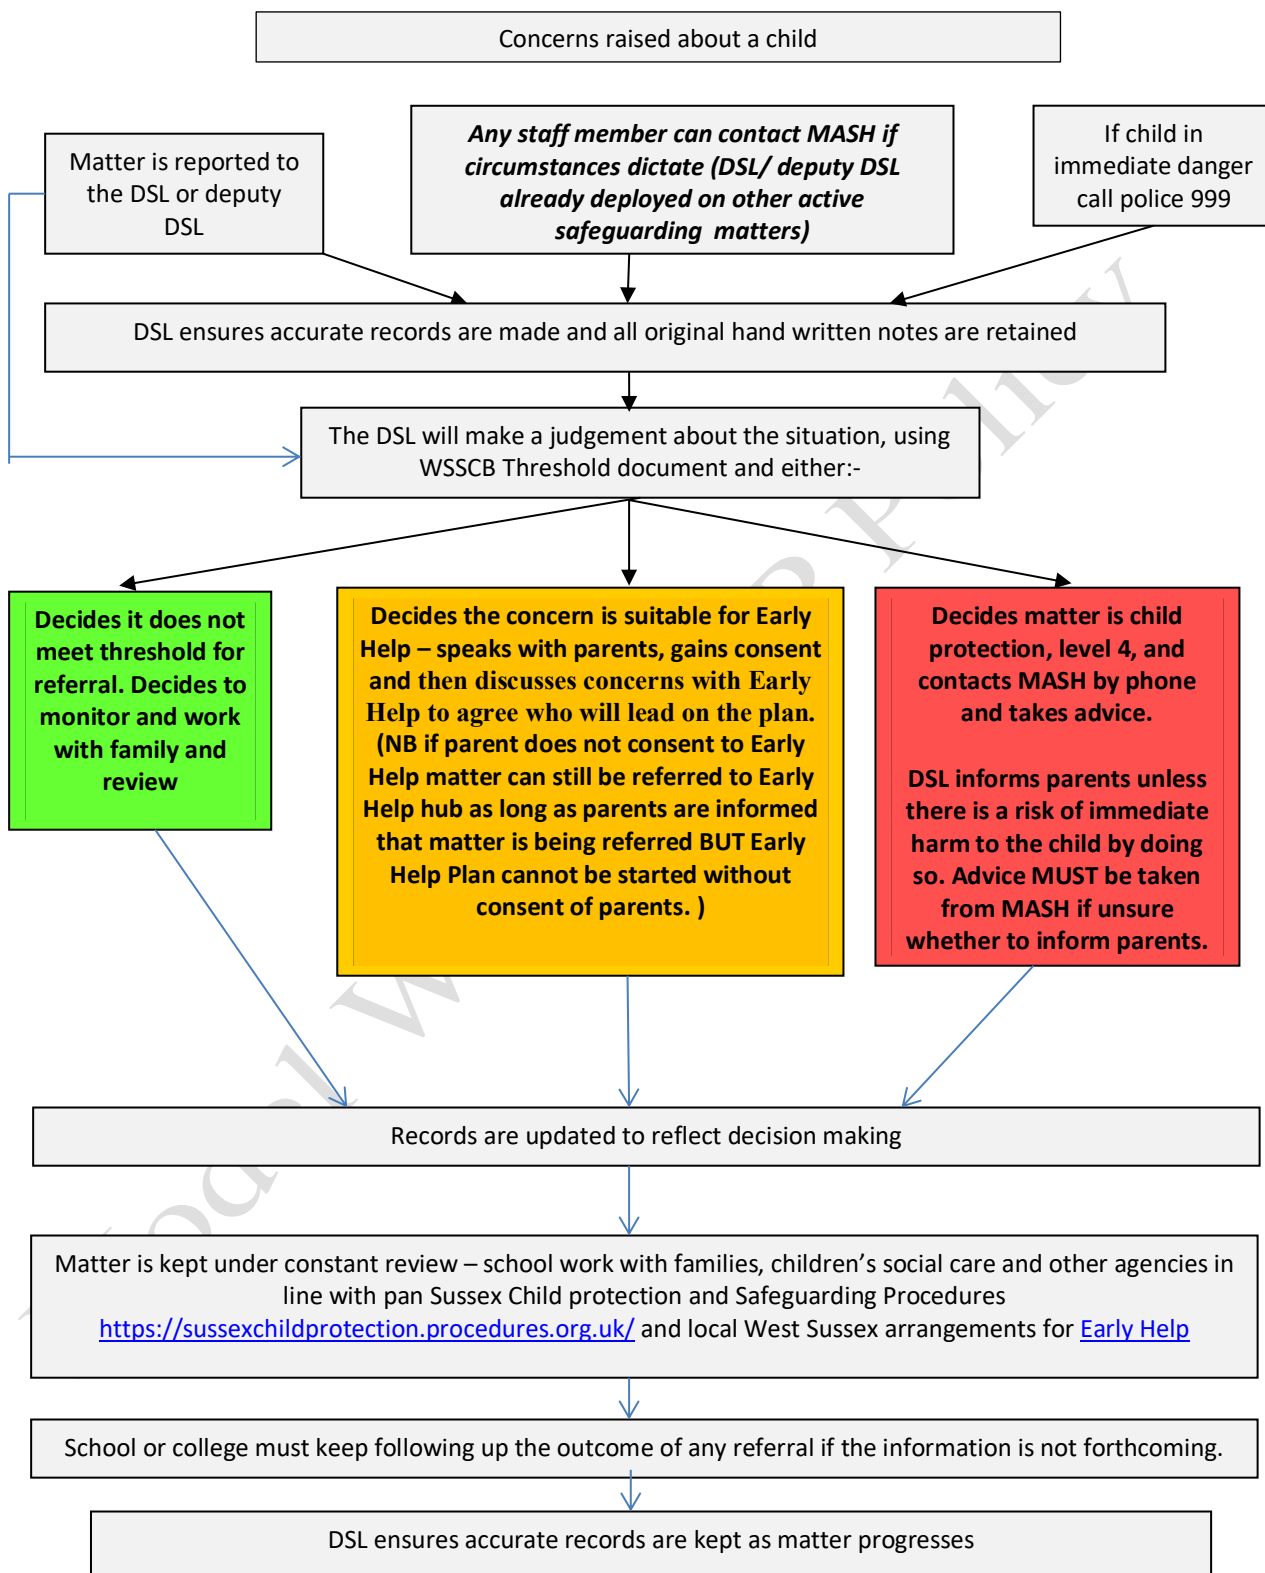 Concerns raised about a child
Matter is reported to
the DSL or deputy
DSL
Any staff member can contact MASH if
circumstances dictate (DSL/ deputy DSL
already deployed on other active
safeguarding  matters)
If child in
immediate danger
call police 999
DSL ensures accurate records are made and all original hand written notes are retained
The DSL will make a judgement about the situation, using
WSSCB Threshold document and either:-
Decides it does not
meet threshold for
referral. Decides to
monitor and work
with family and
review
Decides the concern is suitable for Early
Help – speaks with parents, gains consent
and then discusses concerns with Early
Help to agree who will lead on the plan.
(NB if parent does not consent to Early
Help matter can still be referred to Early
Help hub as long as parents are informed
that matter is being referred BUT Early
Help Plan cannot be started without
consent of parents. )
Decides matter is child
protection, level 4, and
contacts MASH by phone
and takes advice.
DSL informs parents unless
there is a risk of immediate
harm to the child by doing
so. Advice MUST be taken
from MASH if unsure
whether to inform parents.
Records are updated to reflect decision making
Matter is kept under constant review – school work with families, children’s social care and other agencies in
line with pan Sussex Child protection and Safeguarding Procedures
https://sussexchildprotection.procedures.org.uk/ and local West Sussex arrangements for Early Help
School or college must keep following up the outcome of any referral if the information is not forthcoming.
DSL ensures accurate records are kept as matter progresses